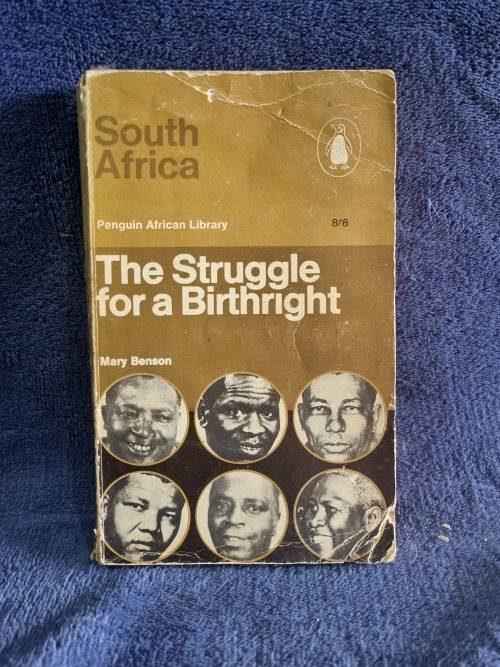 South
Africa
Penguin African Library 8/6
The Struggle
for a Birthright
Mary Benson